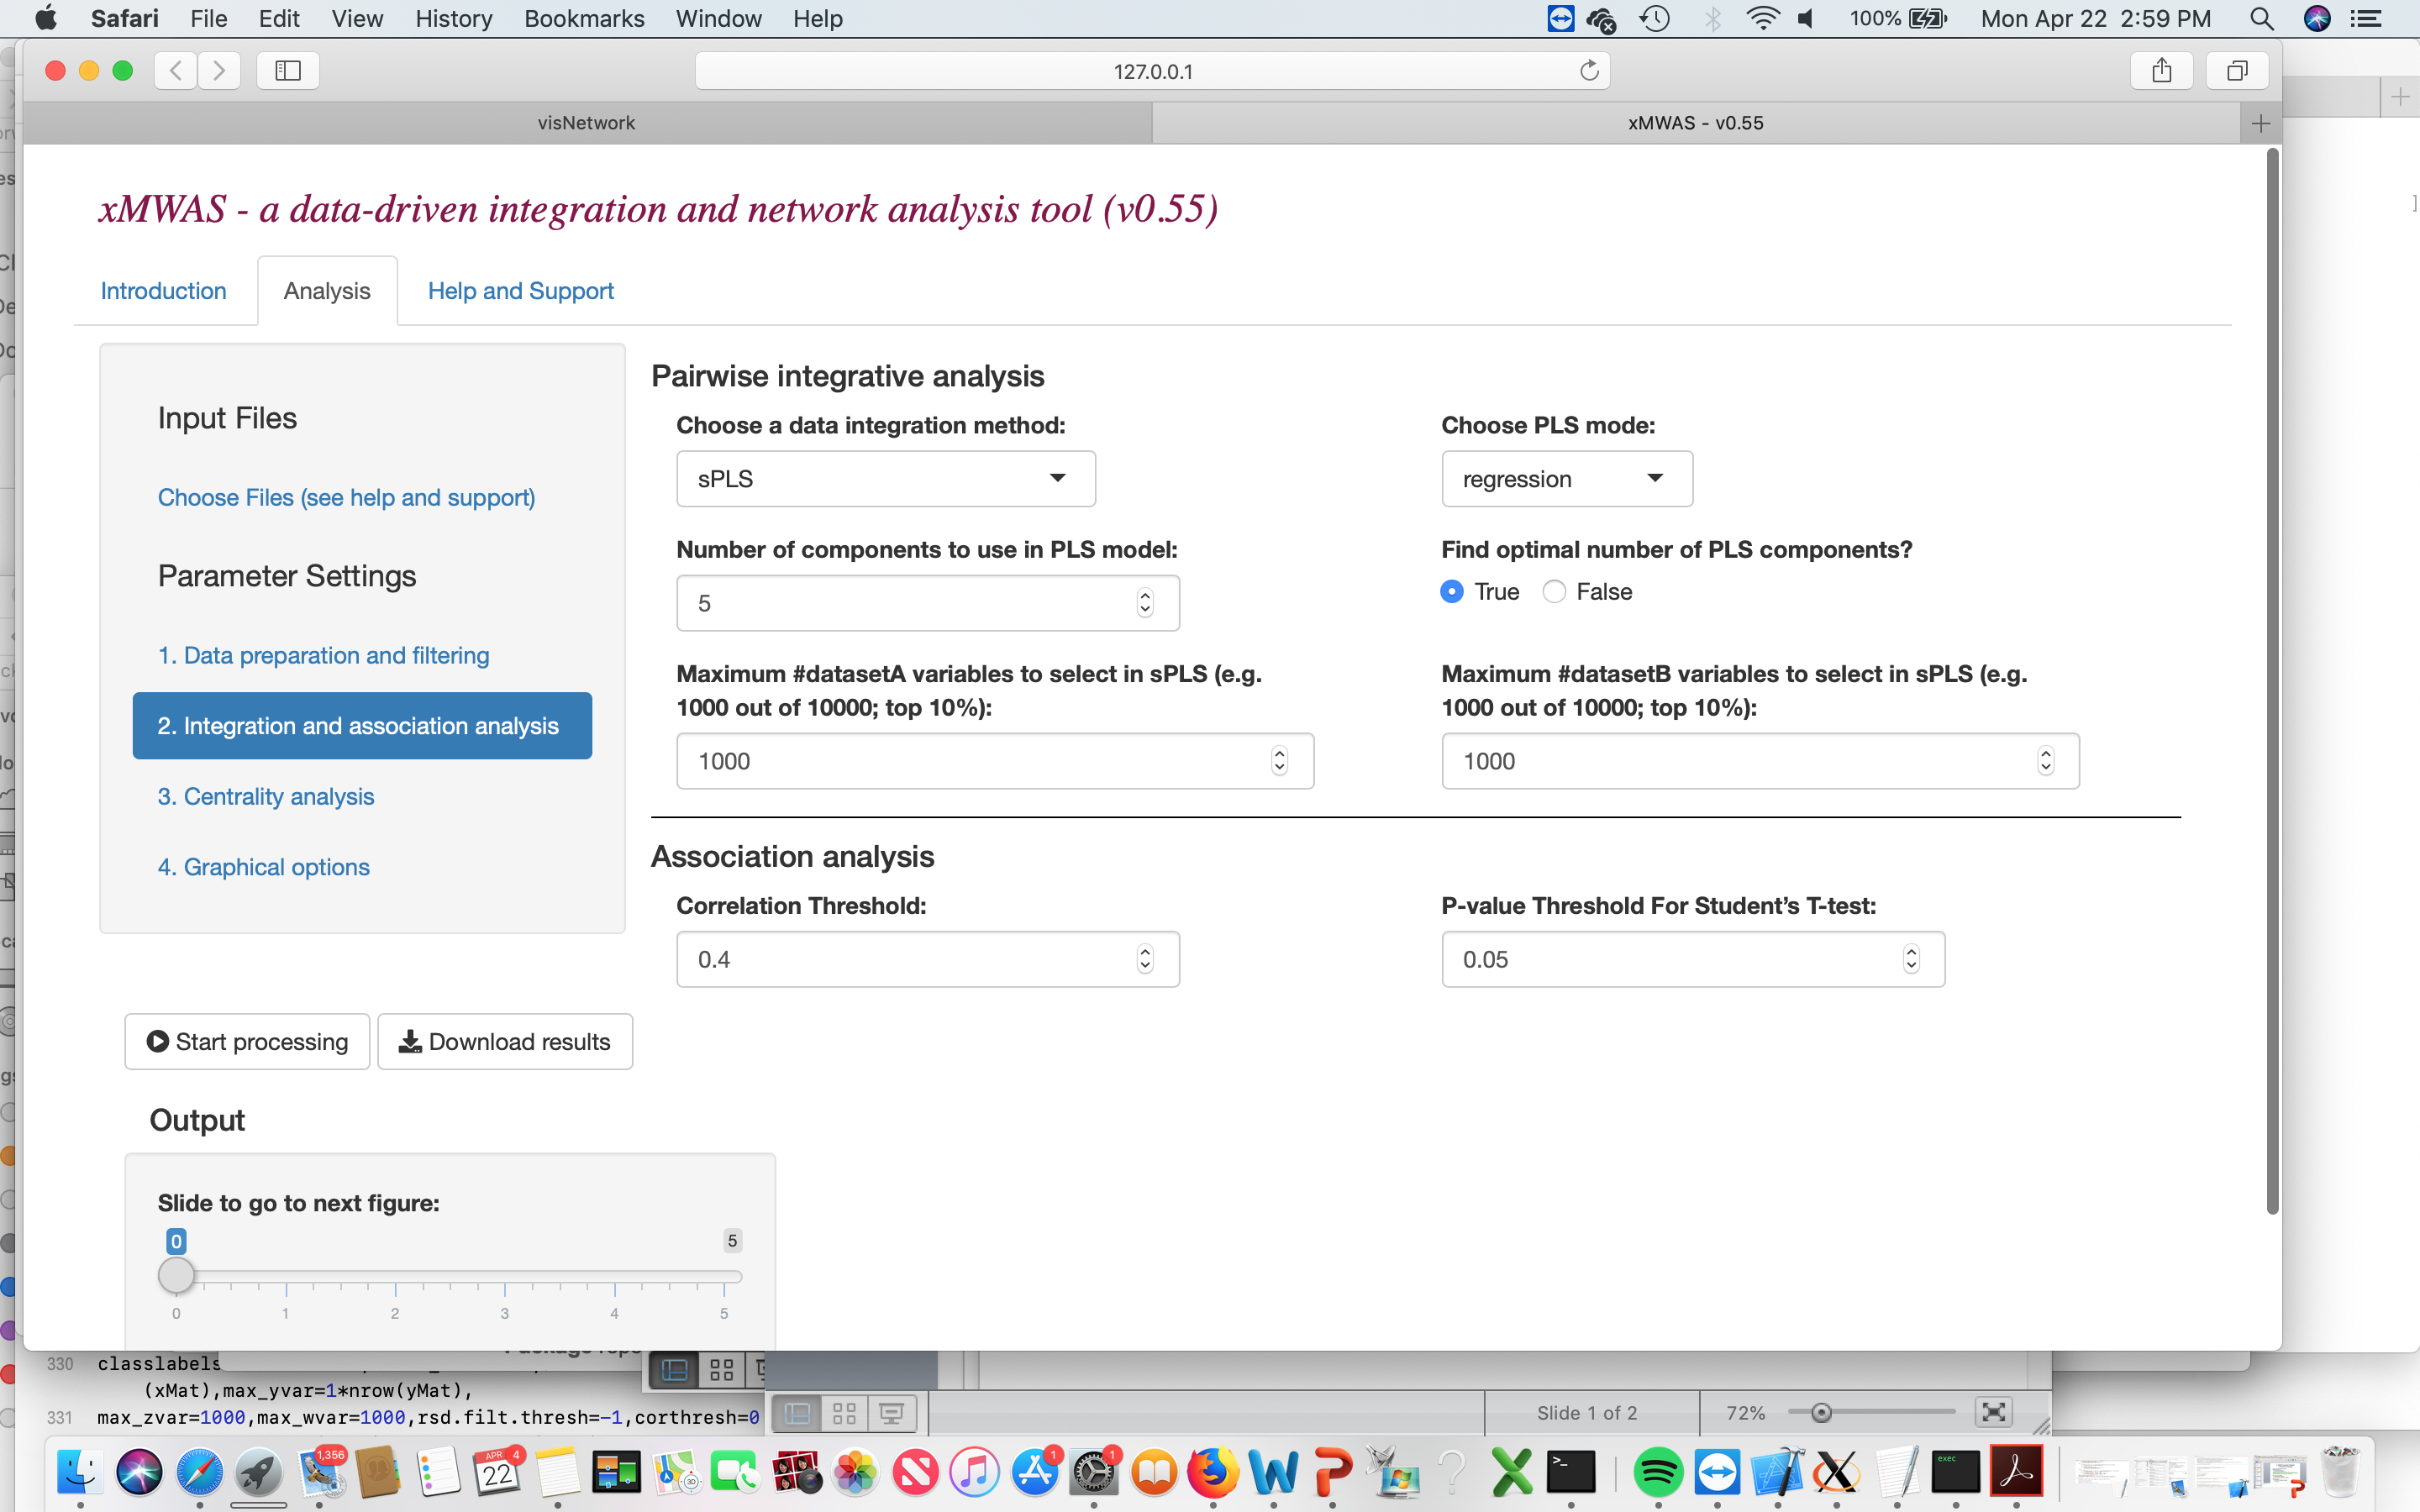 Safari File Edit View History Bookmarks Window Help 100% Mon Apr 22 2:59 PM
127.0.0.1
visNetwork xMWAS - v0.55
xMWAS - a data-driven integration and network analysis tool (v0.55)
Introduction Analysis Help and Support
Input Files
Choose Files (see help and support)
Parameter Settings
1. Data preparation and filtering
2. Integration and association analysis
3. Centrality analysis
4. Graphical options
Pairwise integrative analysis
Choose a data integration method: Choose PLS mode:
sPLS regression
Number of components to use in PLS model: Find optimal number of PLS components?
5 True False
Maximum #datasetA variables to select in sPLS (e.g. 1000 out of 10000; top 10%):
Maximum #datasetB variables to select in sPLS (e.g. 1000 out of 10000; top 10%):
1000 1000
Association analysis
Correlation Threshold: P-value Threshold For Student's T-test:
0.4 0.05
Start processing Download results
Output
Slide to go to next figure:
0 5
0 1 2 3 4 5
330 classlabels
(xMat),max_yvar=1*nrow(yMat),
331 max_zvar=1000,max_wvar=1000,rsd.filt.thresh=-1,corthresh=0
Slide 1 of 2 72%
1,356 APR 22 4 1 1 exec